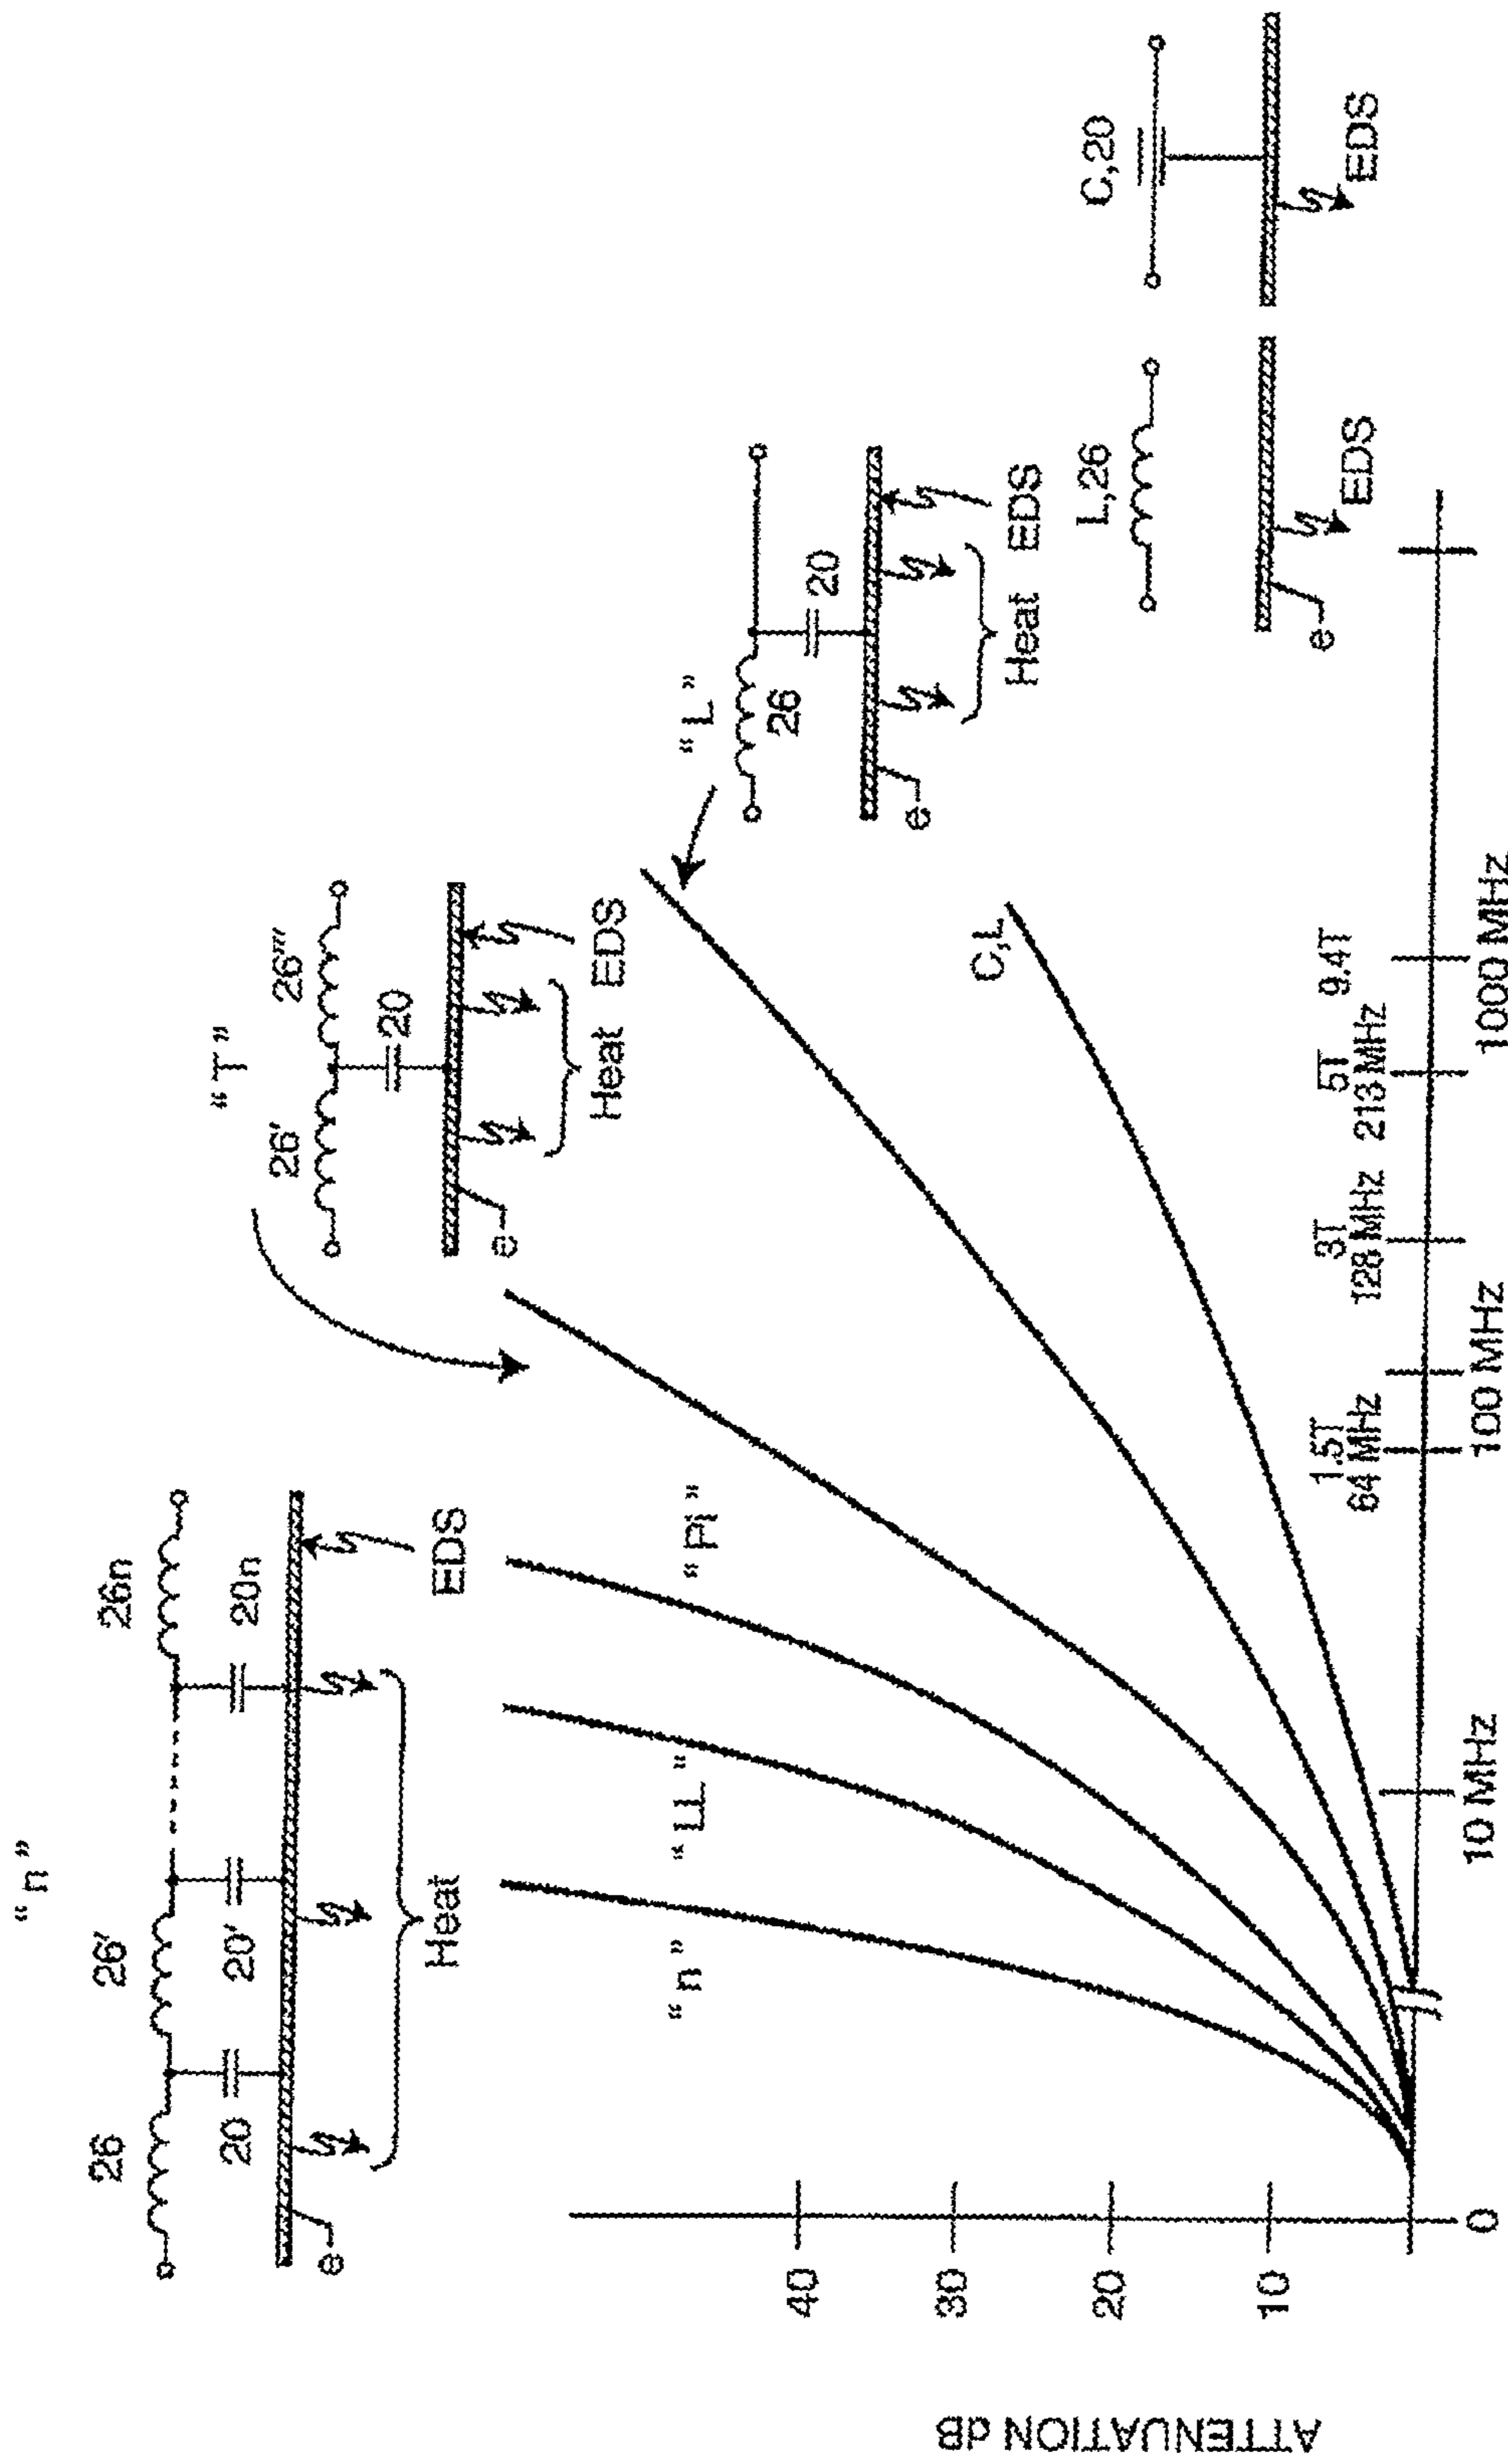 “n”
26
26'
26n
20
20'
20n
e-
Heat
EDS
“T”
26'
26'''
20
e-
Heat
EDS
“L”
26
20
e-
Heat
EDS
L,26
e-
EDS
C,20
EDS
“n”
“LL”
“Pi”
C,L
ATTENUATION dB
40
30
20
10
0
1.5T
64 MHz
3T
128 MHz
5T
213 MHz
9.4T
10 MHz
100 MHz
1000 MHz